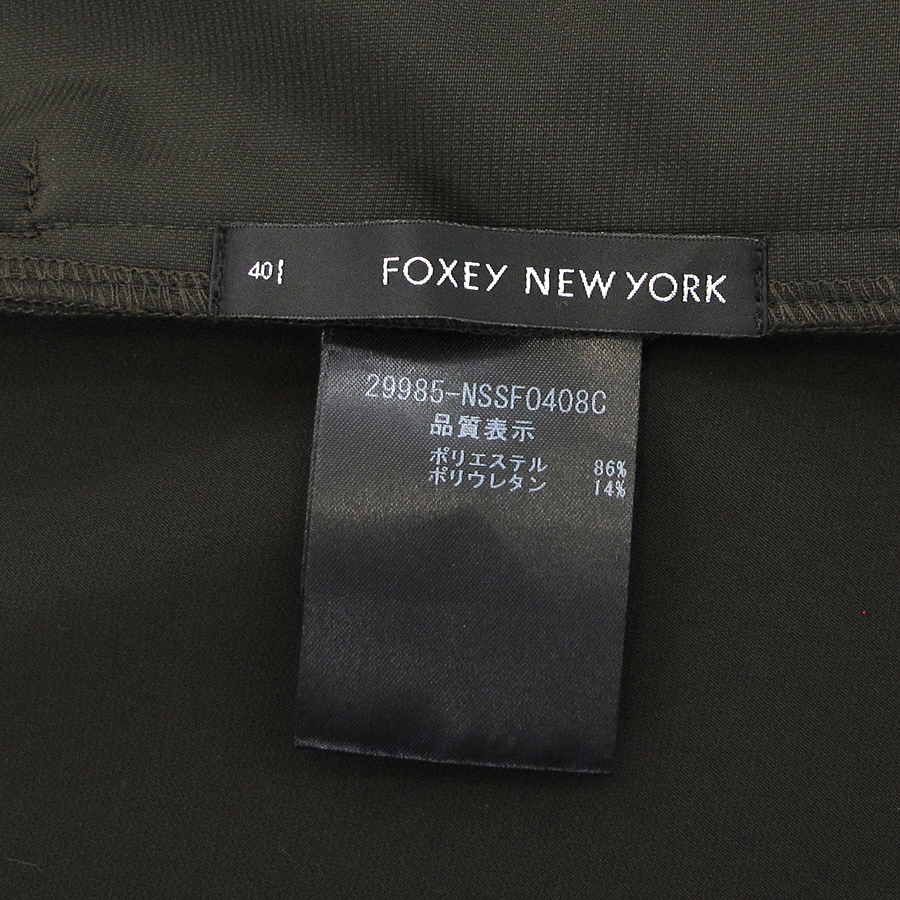 40
FOXEY NEW YORK
29985-NSSF0408C
品質表示
ポリエステル 86%
ポリウレタン 14%